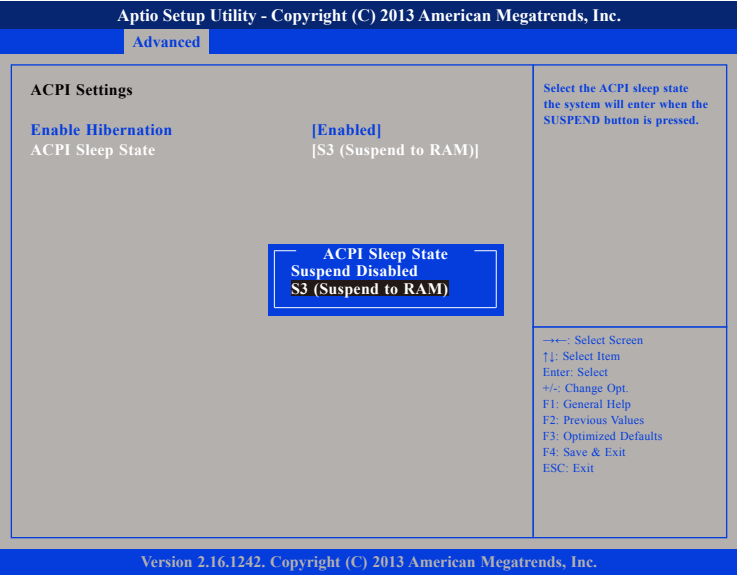 Aptio Setup Utility - Copyright (C) 2013 American Megatrends, Inc.
Advanced
ACPI Settings
Enable Hibernation [Enabled]
ACPI Sleep State [S3 (Suspend to RAM)]
ACPI Sleep State
Suspend Disabled
S3 (Suspend to RAM)
Select the ACPI sleep state
the system will enter when the
SUSPEND button is pressed.
→←: Select Screen
↑↓: Select Item
Enter: Select
+/-: Change Opt.
F1: General Help
F2: Previous Values
F3: Optimized Defaults
F4: Save & Exit
ESC: Exit
Version 2.16.1242. Copyright (C) 2013 American Megatrends, Inc.